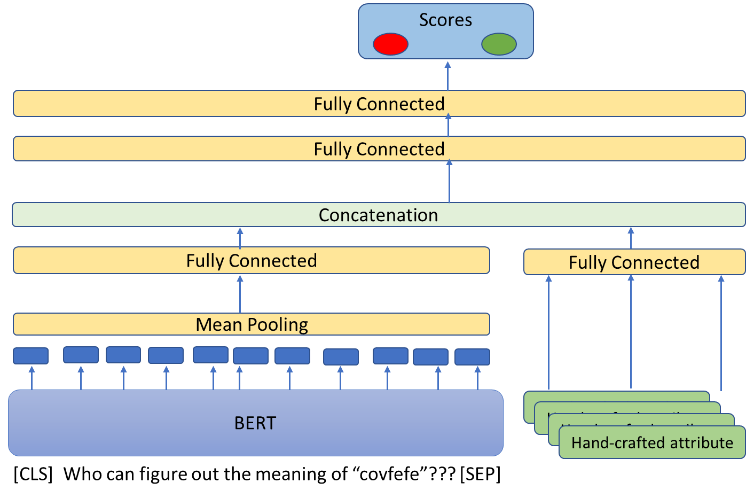 Scores
Fully Connected
Fully Connected
Concatenation
Fully Connected
Fully Connected
Mean Pooling
BERT
Hand-crafted attribute
[CLS] Who can figure out the meaning of “covfefe”??? [SEP]